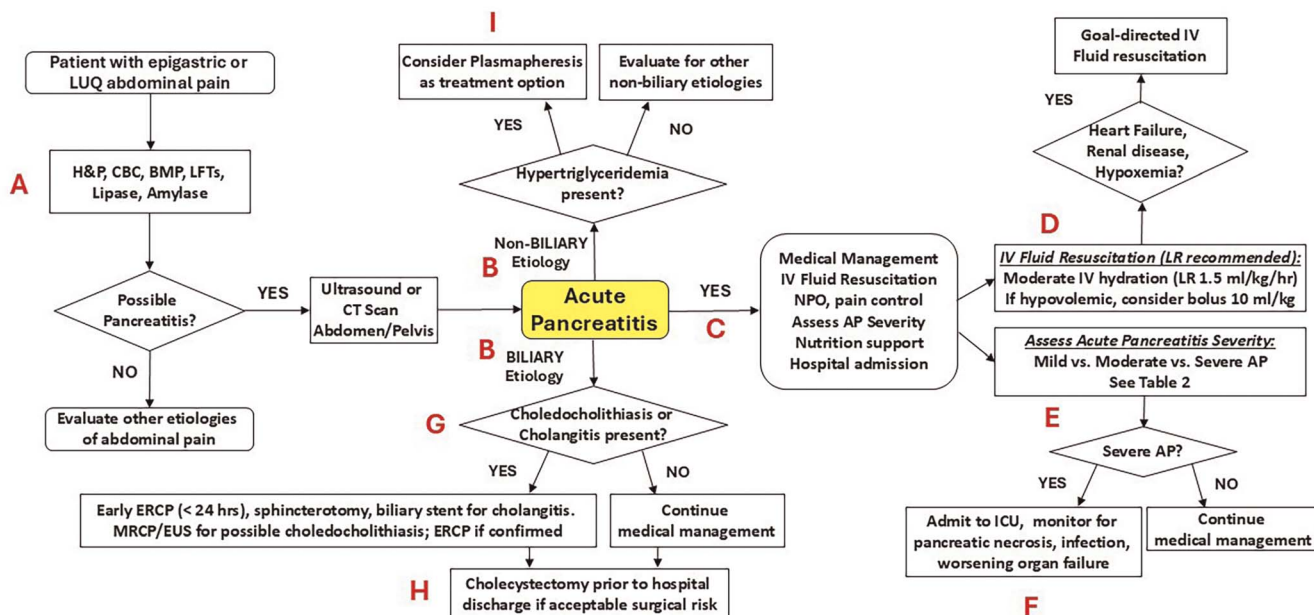 Patient with epigastric or
LUQ abdominal pain
A
H&P, CBC, BMP, LFTs,
Lipase, Amylase
Possible
Pancreatitis?
YES
NO
Evaluate other etiologies
of abdominal pain
Ultrasound or
CT Scan
Abdomen/Pelvis
I
Consider Plasmapheresis
as treatment option
Evaluate for other
non-biliary etiologies
YES
NO
Hypertriglyceridemia
present?
B
Non-BILIARY
Etiology
Acute
Pancreatitis
B
BILIARY
Etiology
G
Choledocholithiasis or
Cholangitis present?
YES
NO
Early ERCP (< 24 hrs), sphincterotomy, biliary stent for cholangitis.
MRCP/EUS for possible choledocholithiasis; ERCP if confirmed
Continue
medical management
H
Cholecystectomy prior to hospital
discharge if acceptable surgical risk
YES
C
Medical Management
IV Fluid Resuscitation
NPO, pain control
Assess AP Severity
Nutrition support
Hospital admission
Goal-directed IV
Fluid resuscitation
YES
Heart Failure,
Renal disease,
Hypoxemia?
D
IV Fluid Resuscitation (LR recommended):
Moderate IV hydration (LR 1.5 ml/kg/hr)
If hypovolemic, consider bolus 10 ml/kg
Assess Acute Pancreatitis Severity:
Mild vs. Moderate vs. Severe AP
See Table 2
E
Severe AP?
YES
NO
Admit to ICU, monitor for
pancreatic necrosis, infection,
worsening organ failure
Continue
medical management
F